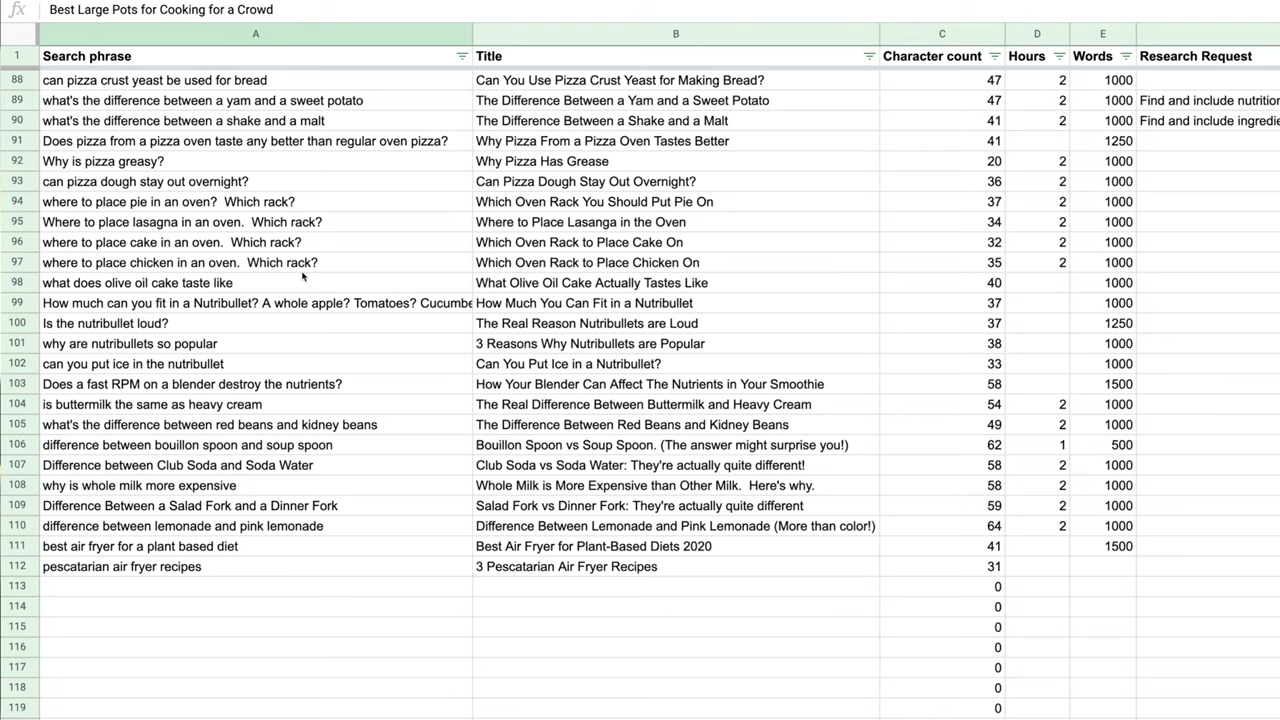 fx Best Large Pots for Cooking for a Crowd
A B C D E
1 Search phrase Title Character count Hours Words Research Request
88 can pizza crust yeast be used for bread Can You Use Pizza Crust Yeast for Making Bread? 47 2 1000
89 what's the difference between a yam and a sweet potato The Difference Between a Yam and a Sweet Potato 47 2 1000 Find and include nutrition
90 what's the difference between a shake and a malt The Difference Between a Shake and a Malt 41 2 1000 Find and include ingredie
91 Does pizza from a pizza oven taste any better than regular oven pizza? Why Pizza From a Pizza Oven Tastes Better 41 1250
92 Why is pizza greasy? Why Pizza Has Grease 20 2 1000
93 can pizza dough stay out overnight? Can Pizza Dough Stay Out Overnight? 36 2 1000
94 where to place pie in an oven? Which rack? Which Oven Rack You Should Put Pie On 37 2 1000
95 Where to place lasagna in an oven. Which rack? Where to Place Lasanga in the Oven 34 2 1000
96 where to place cake in an oven. Which rack? Which Oven Rack to Place Cake On 32 2 1000
97 where to place chicken in an oven. Which rack? Which Oven Rack to Place Chicken On 35 2 1000
98 what does olive oil cake taste like What Olive Oil Cake Actually Tastes Like 40 1000
99 How much can you fit in a Nutribullet? A whole apple? Tomatoes? Cucumbe How Much You Can Fit in a Nutribullet 37 1000
100 Is the nutribullet loud? The Real Reason Nutribullets are Loud 37 1250
101 why are nutribullets so popular 3 Reasons Why Nutribullets are Popular 38 1000
102 can you put ice in the nutribullet Can You Put Ice in a Nutribullet? 33 1000
103 Does a fast RPM on a blender destroy the nutrients? How Your Blender Can Affect The Nutrients in Your Smoothie 58 1500
104 is buttermilk the same as heavy cream The Real Difference Between Buttermilk and Heavy Cream 54 2 1000
105 what's the difference between red beans and kidney beans The Difference Between Red Beans and Kidney Beans 49 2 1000
106 difference between bouillon spoon and soup spoon Bouillon Spoon vs Soup Spoon. (The answer might surprise you!) 62 1 500
107 Difference between Club Soda and Soda Water Club Soda vs Soda Water: They're actually quite different! 58 2 1000
108 why is whole milk more expensive Whole Milk is More Expensive than Other Milk. Here's why. 58 2 1000
109 Difference Between a Salad Fork and a Dinner Fork Salad Fork vs Dinner Fork: They're actually quite different 59 2 1000
110 difference between lemonade and pink lemonade Difference Between Lemonade and Pink Lemonade (More than color!) 64 2 1000
111 best air fryer for a plant based diet Best Air Fryer for Plant-Based Diets 2020 41 1500
112 pescatarian air fryer recipes 3 Pescatarian Air Fryer Recipes 31
113 0
114 0
115 0
116 0
117 0
118 0
119 0